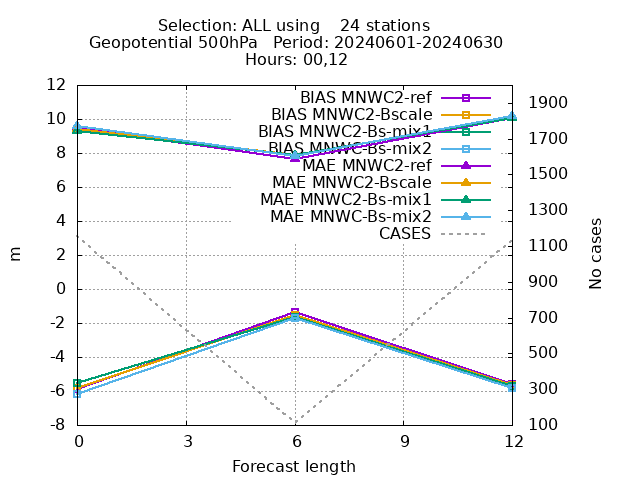 Selection: ALL using    24 stations
Geopotential 500hPa   Period: 20240601-20240630
Hours: 00,12
BIAS MNWC2-ref
BIAS MNWC2-Bscale
BIAS MNWC2-Bs-mix1
BIAS MNWC-Bs-mix2
MAE MNWC2-ref
MAE MNWC2-Bscale
MAE MNWC2-Bs-mix1
MAE MNWC-Bs-mix2
CASES
12
10
8
6
4
2
0
-2
-4
-6
-8
m
1900
1700
1500
1300
1100
900
700
500
300
100
No cases
0 3 6 9 12
Forecast length